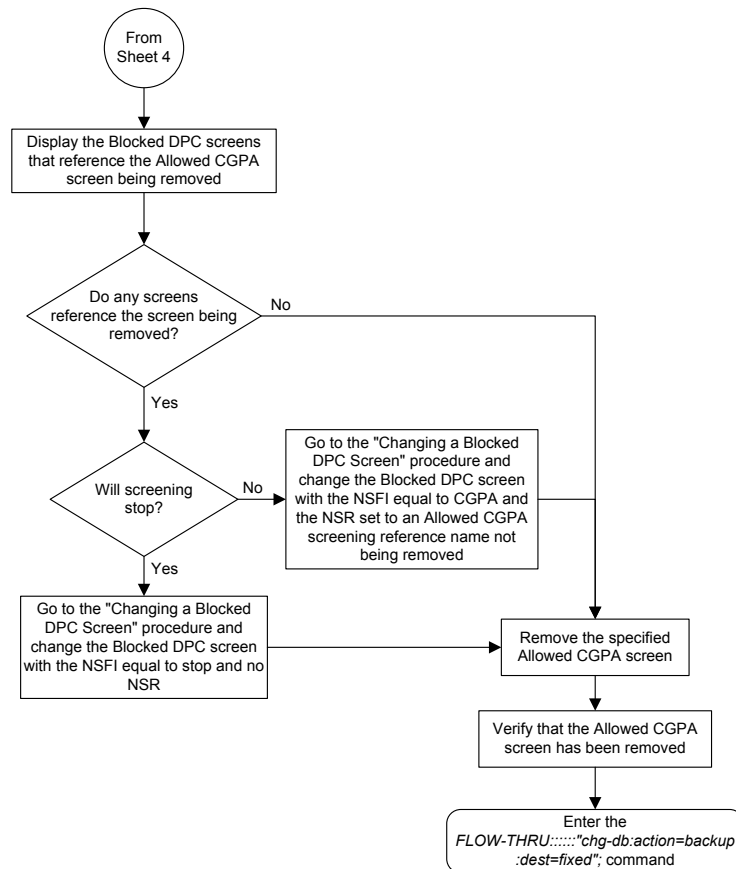 From
Sheet 4
Display the Blocked DPC screens
that reference the Allowed CGPA
screen being removed
Do any screens
reference the screen being
removed?
No
Yes
Will screening
stop?
No
Go to the "Changing a Blocked
DPC Screen" procedure and
change the Blocked DPC screen
with the NSFI equal to CGPA and
the NSR set to an Allowed CGPA
screening reference name not
being removed
Yes
Go to the "Changing a Blocked
DPC Screen" procedure and
change the Blocked DPC screen
with the NSFI equal to stop and no
NSR
Remove the specified
Allowed CGPA screen
Verify that the Allowed CGPA
screen has been removed
Enter the
FLOW-THRU::::::"chg-db:action=backup
:dest=fixed"; command